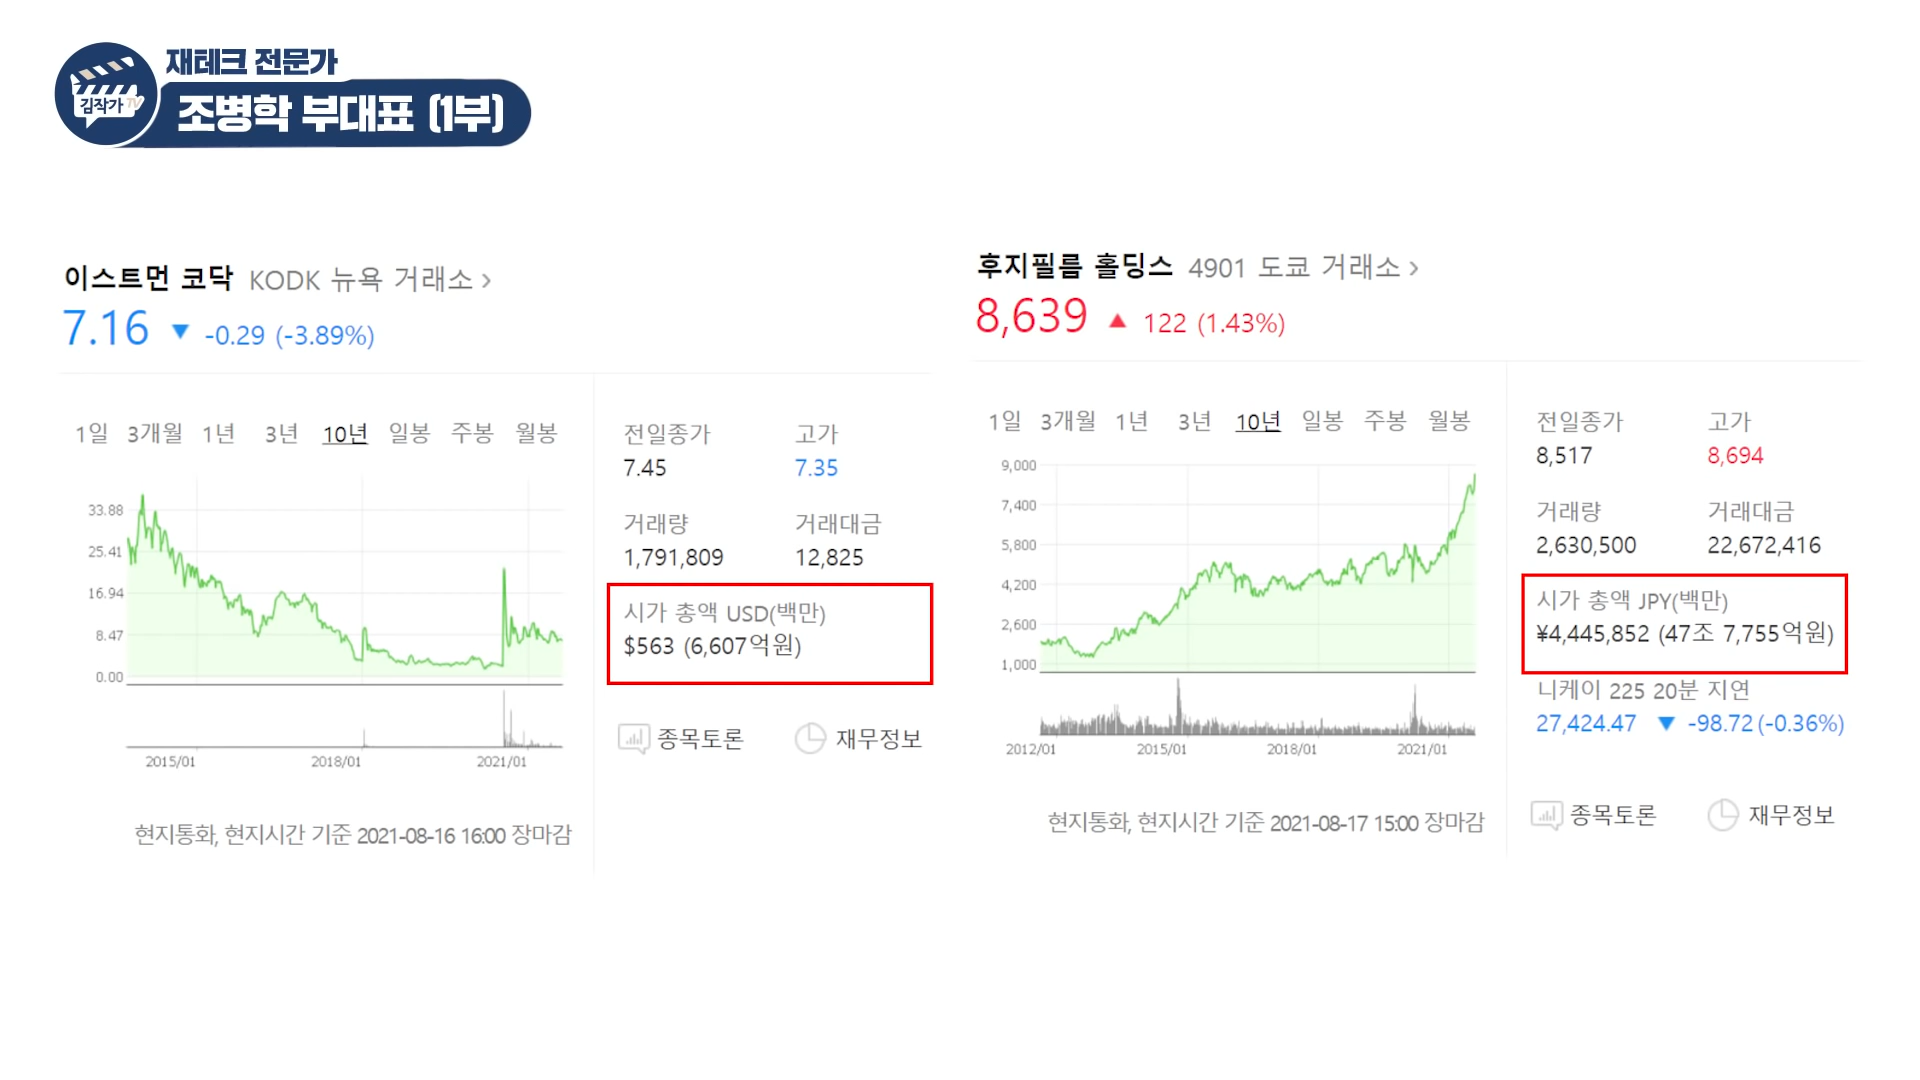 김작가 TV
재테크 전문가
조병학 부대표 (1부)
이스트먼 코닥 KODK 뉴욕 거래소 >
7.16 ▼ -0.29 (-3.89%)
1일 3개월 1년 3년 10년 일봉 주봉 월봉
33.88
25.41
16.94
8.47
0.00
2015/01 2018/01 2021/01
현지통화, 현지시간 기준 2021-08-16 16:00 장마감
전일종가 고가
7.45 7.35
거래량 거래대금
1,791,809 12,825
시가 총액 USD(백만)
$563 (6,607억원)
종목토론 재무정보
후지필름 홀딩스 4901 도쿄 거래소 >
8,639 ▲ 122 (1.43%)
1일 3개월 1년 3년 10년 일봉 주봉 월봉
9,000
7,400
5,800
4,200
2,600
1,000
2012/01 2015/01 2018/01 2021/01
현지통화, 현지시간 기준 2021-08-17 15:00 장마감
전일종가 고가
8,517 8,694
거래량 거래대금
2,630,500 22,672,416
시가 총액 JPY(백만)
¥4,445,852 (47조 7,755억원)
니케이 225 20분 지연
27,424.47 ▼ -98.72 (-0.36%)
종목토론 재무정보